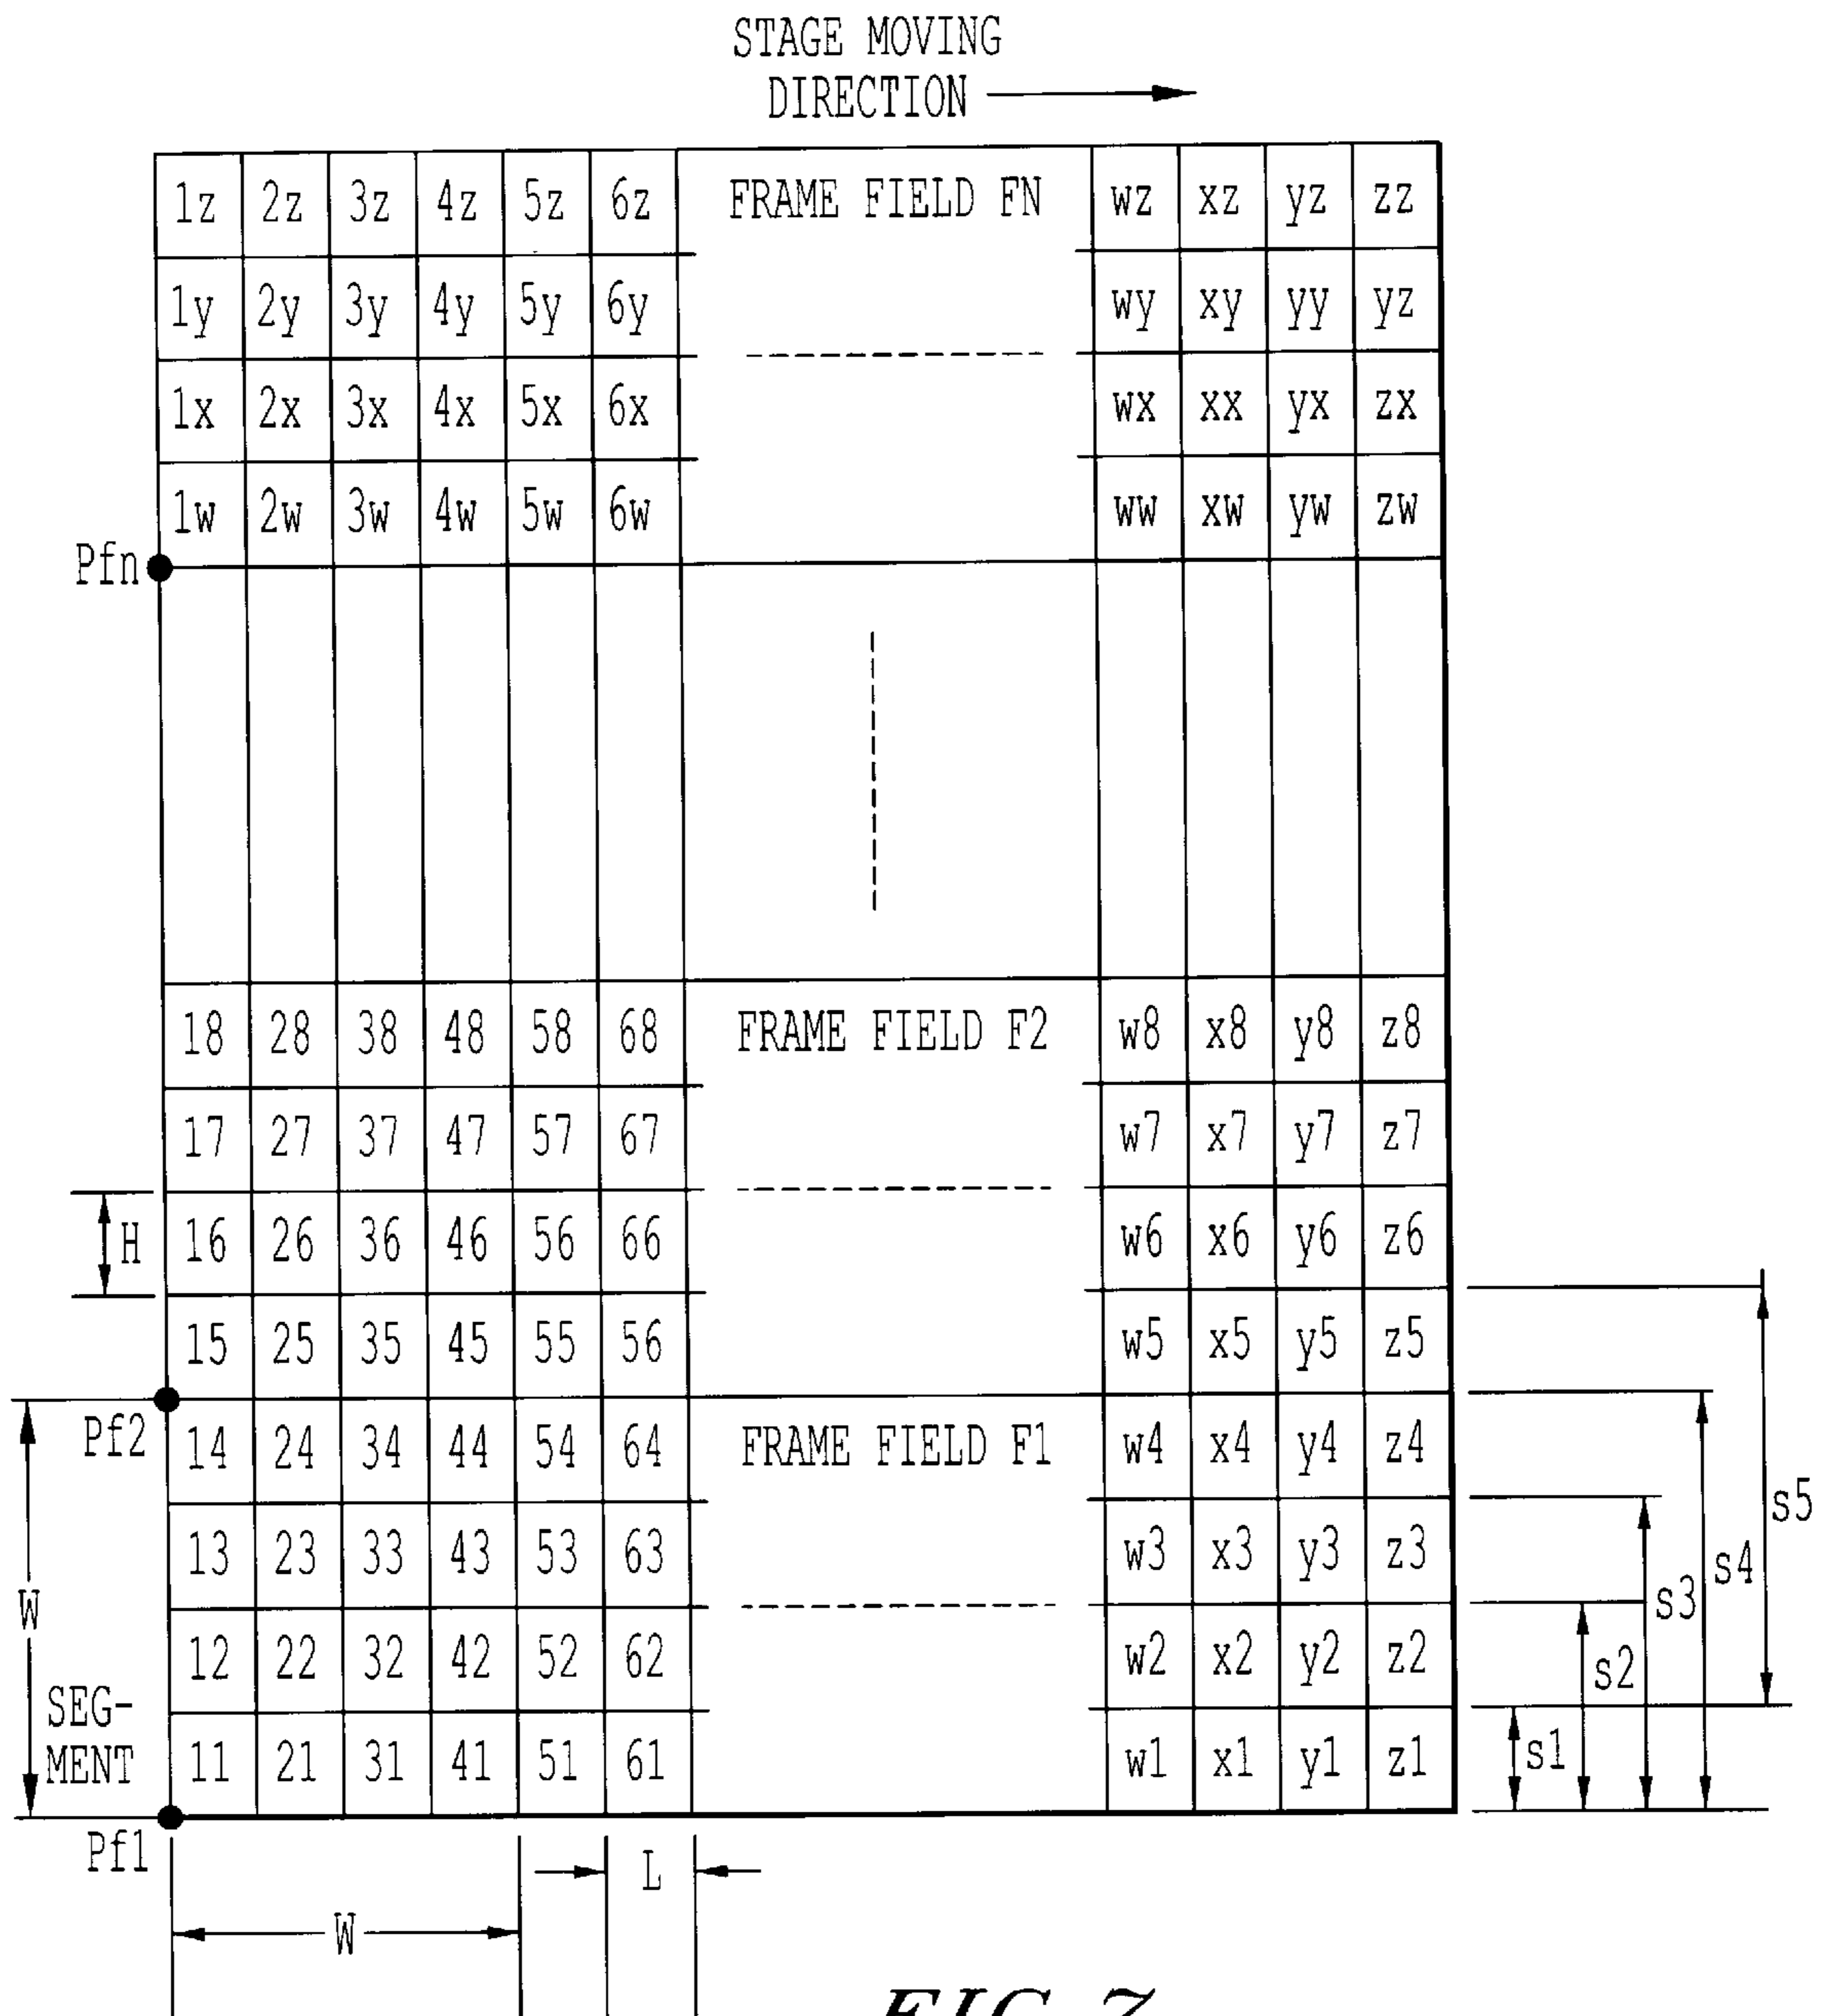 STAGE MOVING
DIRECTION
1z 2z 3z 4z 5z 6z FRAME FIELD FN wz xz yz zz
1y 2y 3y 4y 5y 6y wy xy yy yz
1x 2x 3x 4x 5x 6x wx xx yx zx
1w 2w 3w 4w 5w 6w ww xw yw zw
Pfn
18 28 38 48 58 68 FRAME FIELD F2 w8 x8 y8 z8
17 27 37 47 57 67 w7 x7 y7 z7
H 16 26 36 46 56 66 w6 x6 y6 z6
15 25 35 45 55 56 w5 x5 y5 z5
Pf2 14 24 34 44 54 64 FRAME FIELD F1 w4 x4 y4 z4
s5
13 23 33 43 53 63 w3 x3 y3 z3 s4
W s3
12 22 32 42 52 62 w2 x2 y2 z2 s2
SEG-
MENT 11 21 31 41 51 61 w1 x1 y1 z1 s1
Pf1 L
W
FIG. 7